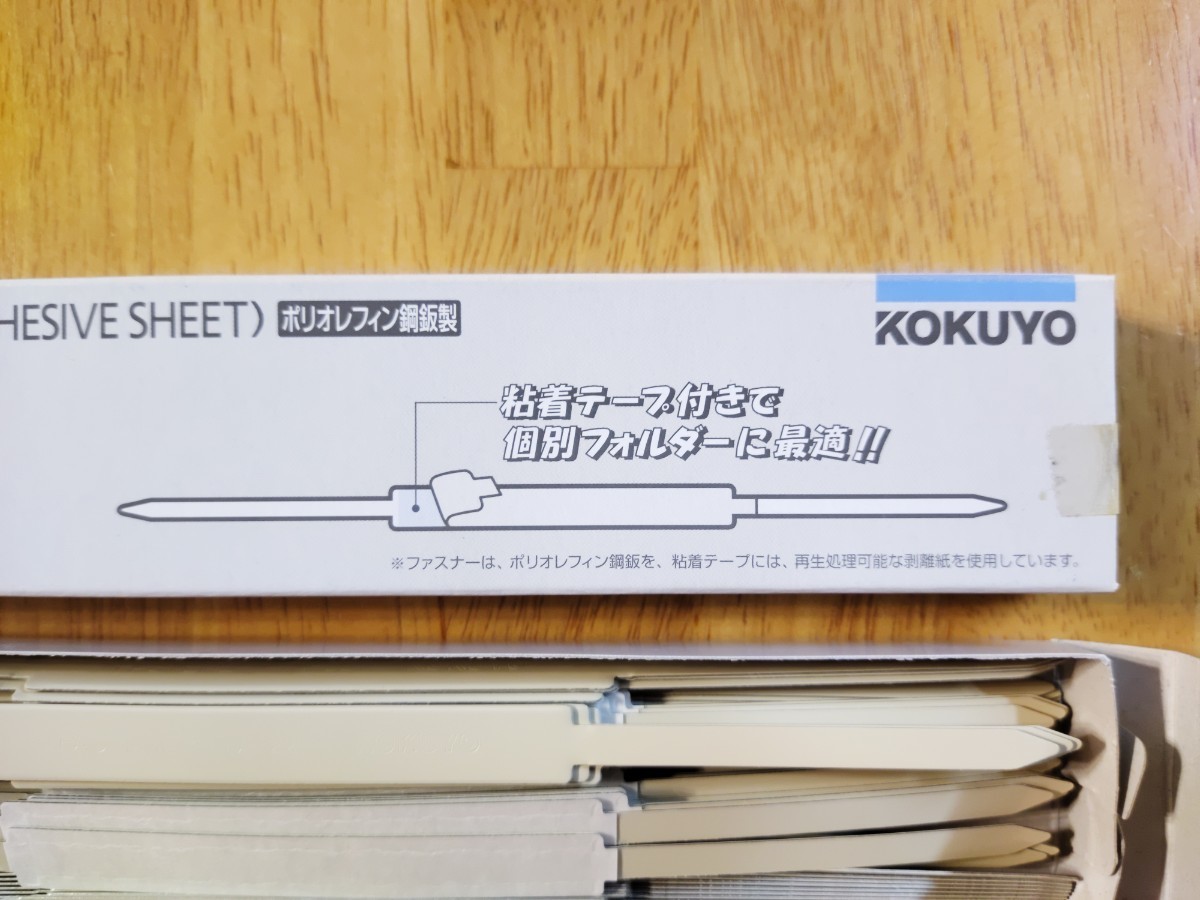 HESIVE SHEET) ポリオレフィン鋼鈑製
KOKUYO
粘着テープ付きで
個別フォルダーに最適!!
※ファスナーは、ポリオレフィン鋼鈑を、粘着テープには、再生処理可能な剥離紙を使用しています。